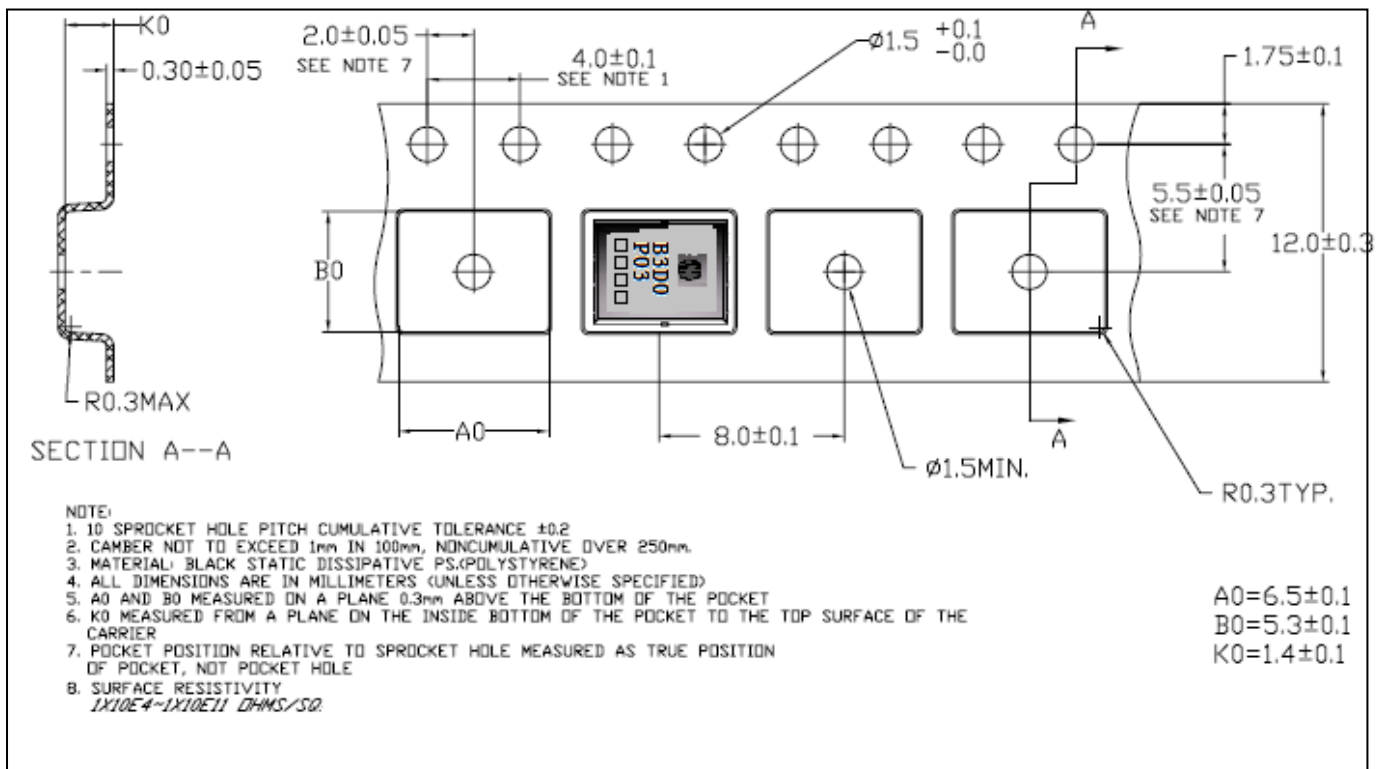 K0
0.30±0.05
2.0±0.05
SEE NOTE 7
4.0±0.1
SEE NOTE 1
Ø1.5 +0.1
-0.0
A
1.75±0.1
5.5±0.05
SEE NOTE 7
12.0±0.3
B0
B3D0
P03
R0.3MAX
SECTION A--A
A0
8.0±0.1
A
Ø1.5MIN.
R0.3TYP.
NOTE:
1. 10 SPROCKET HOLE PITCH CUMULATIVE TOLERANCE ±0.2
2. CAMBER NOT TO EXCEED 1mm IN 100mm, NONCUMULATIVE OVER 250mm.
3. MATERIAL: BLACK STATIC DISSIPATIVE PS.(POLYSTYRENE)
4. ALL DIMENSIONS ARE IN MILLIMETERS (UNLESS OTHERWISE SPECIFIED)
5. A0 AND B0 MEASURED ON A PLANE 0.3mm ABOVE THE BOTTOM OF THE POCKET
6. K0 MEASURED FROM A PLANE ON THE INSIDE BOTTOM OF THE POCKET TO THE TOP SURFACE OF THE
CARRIER
7. POCKET POSITION RELATIVE TO SPROCKET HOLE MEASURED AS TRUE POSITION
OF POCKET, NOT POCKET HOLE
8. SURFACE RESISTIVITY
1X10E4~1X10E11 OHMS/SQ.
A0=6.5±0.1
B0=5.3±0.1
K0=1.4±0.1